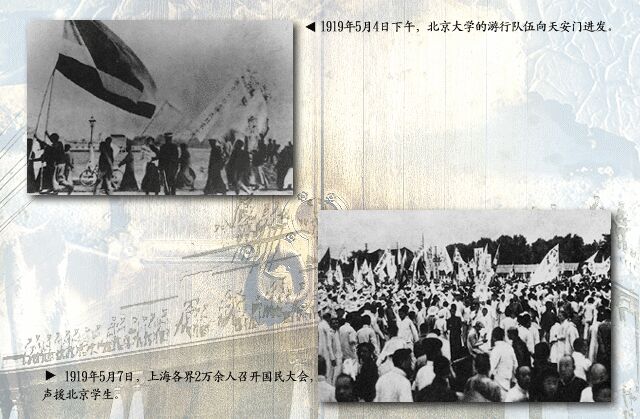 ◀ 1919年5月4日下午，北京大学的游行队伍向天安门进发。
▶ 1919年5月7日，上海各界2万余人召开国民大会，
声援北京学生。